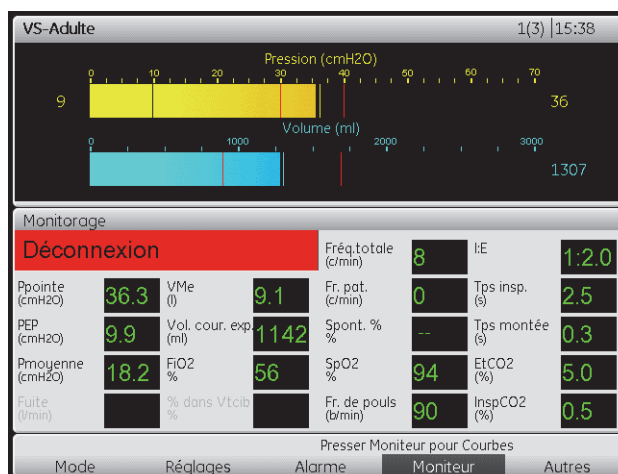 VS-Adulte 1(3) 15:38
Pression (cmH2O)
0 10 20 30 40 50 60 70
9 36
Volume (ml)
0 1000 2000 3000
1307
Monitorage
Déconnexion
Fréq.totale (c/min) 8 I:E 1:2.0
Ppointe (cmH2O) 36.3 VMe (l) 9.1 Fr. pat. (c/min) 0 Tps insp. (s) 2.5
PEP (cmH2O) 9.9 Vol. cour. exp. (ml) 1142 Spont. % % -- Tps montée (s) 0.3
Pmoyenne (cmH2O) 18.2 FiO2 % 56 SpO2 % 94 EtCO2 (%) 5.0
Fuite (l/min) % dans Vtcib % Fr. de pouls (b/min) 90 InspCO2 (%) 0.5
Presser Moniteur pour Courbes
Mode Réglages Alarme Moniteur Autres